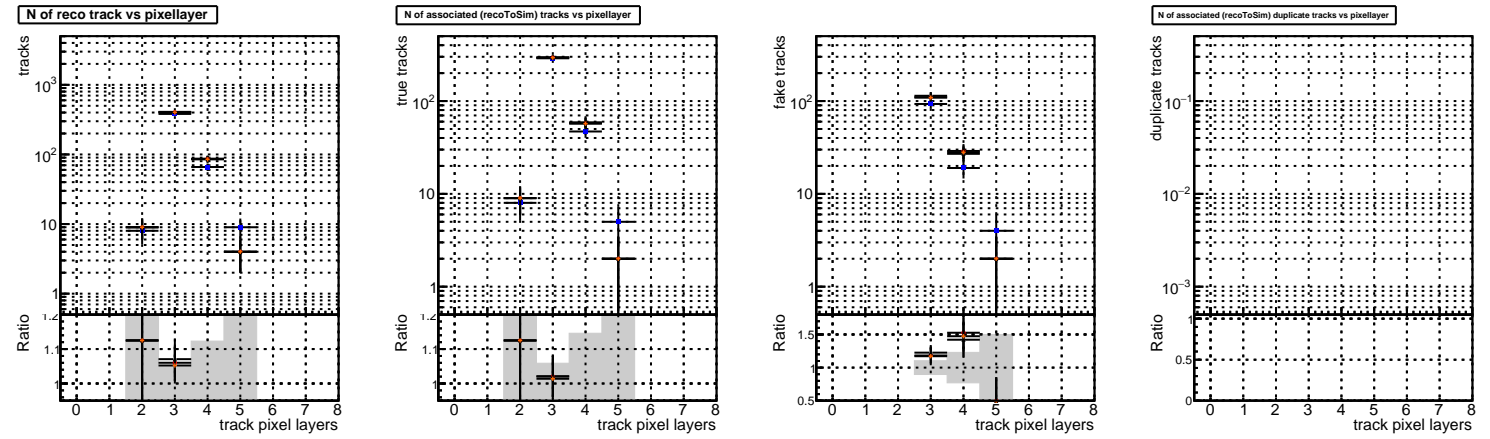 N of reco track vs pixellayer
tracks
10³
10²
10
1
Ratio
1.2
1.1
1
0 1 2 3 4 5 6 7 8
track pixel layers
N of associated (recoToSim) tracks vs pixellayer
true tracks
10²
10
1
Ratio
1.2
1.1
1
0 1 2 3 4 5 6 7 8
track pixel layers
fake tracks
10²
10
1
Ratio
1.5
1
0.5
0 1 2 3 4 5 6 7 8
track pixel layers
N of associated (recoToSim) duplicate tracks vs pixellayer
duplicate tracks
10⁻¹
10⁻²
10⁻³
Ratio
1
0.5
0
0 1 2 3 4 5 6 7 8
track pixel layers